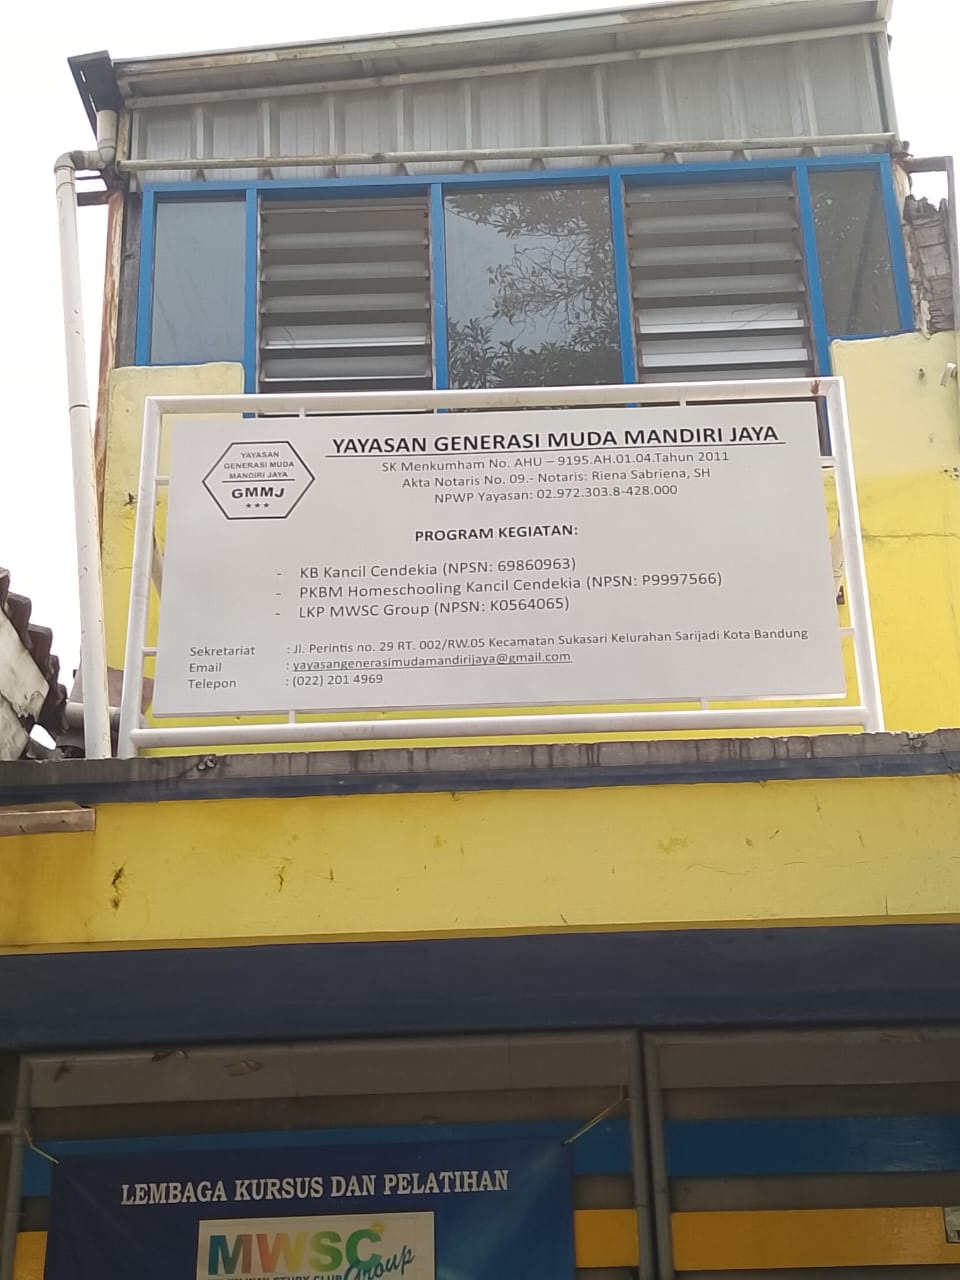 YAYASAN
GENERASI MUDA
MANDIRI JAYA
GMMJ
YAYASAN GENERASI MUDA MANDIRI JAYA
SK Menkumham No. AHU – 9195.AH.01.04.Tahun 2011
Akta Notaris No. 09.- Notaris: Riena Sabriena, SH
NPWP Yayasan: 02.972.303.8-428.000
PROGRAM KEGIATAN:
- KB Kancil Cendekia (NPSN: 69860963)
- PKBM Homeschooling Kancil Cendekia (NPSN: P9997566)
- LKP MWSC Group (NPSN: K0564065)
Sekretariat : Jl. Perintis no. 29 RT. 002/RW.05 Kecamatan Sukasari Kelurahan Sarijadi Kota Bandung
Email : yayasangenerasimudamandirijaya@gmail.com
Telepon : (022) 201 4969
LEMBAGA KURSUS DAN PELATIHAN
MWSC
Group
STUDY CLUB